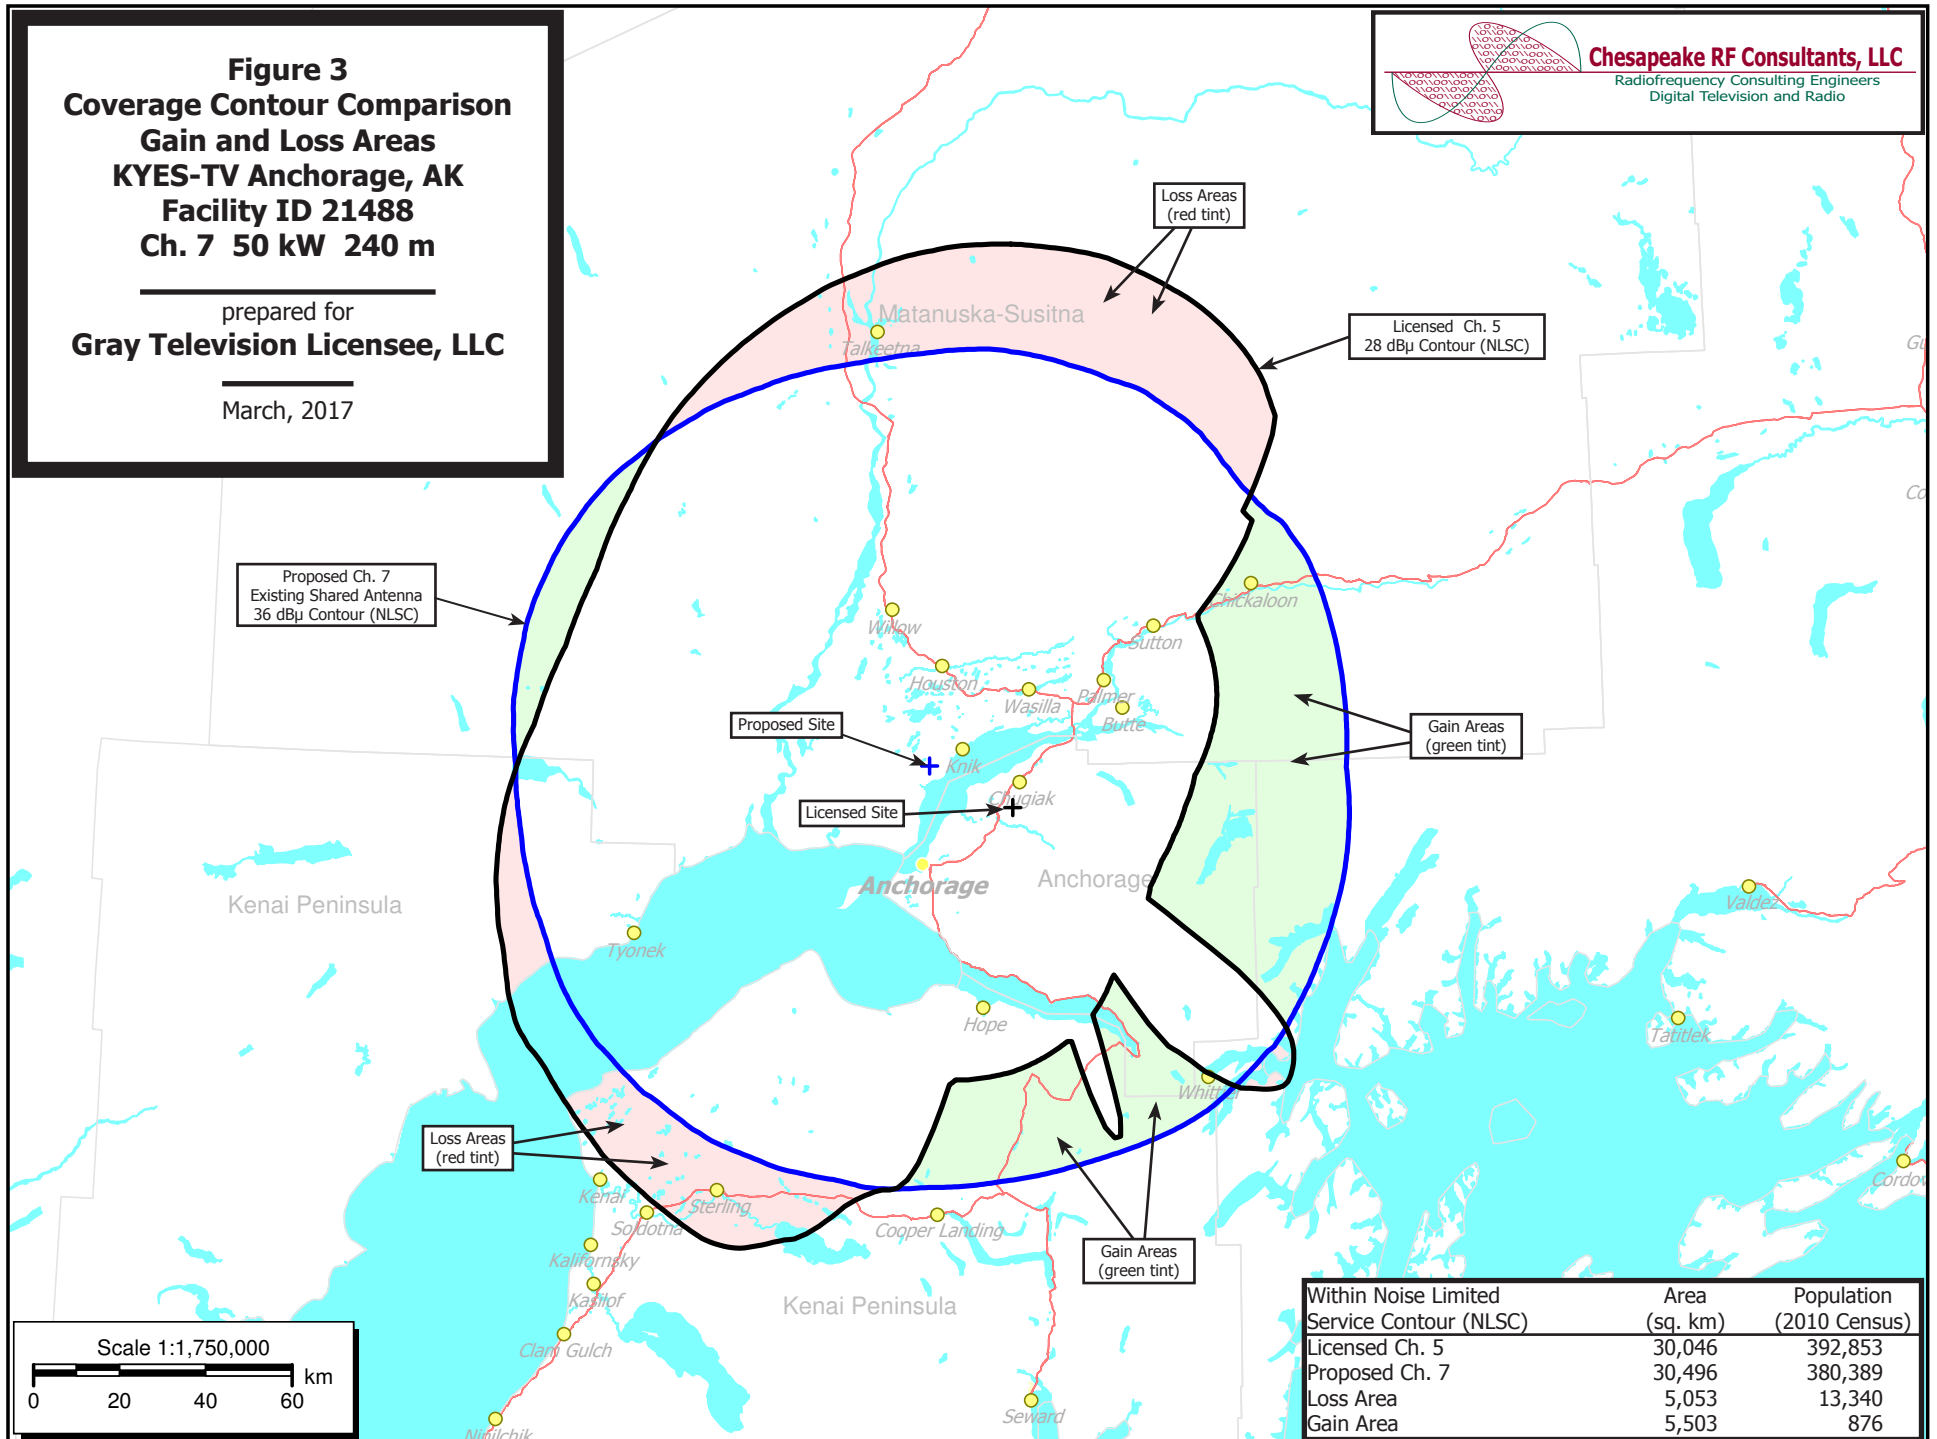 Figure 3
Coverage Contour Comparison
Gain and Loss Areas
KYES-TV Anchorage, AK
Facility ID 21488
Ch. 7 50 kW 240 m
prepared for
Gray Television Licensee, LLC
March, 2017
Chesapeake RF Consultants, LLC
Radiofrequency Consulting Engineers
Digital Television and Radio
Loss Areas
(red tint)
Matanuska-Susitna
Talkeetna
Licensed Ch. 5
28 dBµ Contour (NLSC)
Proposed Ch. 7
Existing Shared Antenna
36 dBµ Contour (NLSC)
Chickaloon
Willow
Sutton
Houston
Wasilla
Palmer
Butte
Proposed Site
Gain Areas
(green tint)
Knik
Chugiak
Licensed Site
Anchorage
Anchorage
Kenai Peninsula
Valdez
Tyonek
Hope
Tatitlek
Whittier
Loss Areas
(red tint)
Kenai
Sterling
Soldotna
Cooper Landing
Kalifornsky
Gain Areas
(green tint)
Kasilof
Kenai Peninsula
Clam Gulch
Seward
Ninilchik
Scale 1:1,750,000
km
0 20 40 60
Within Noise Limited Area Population
Service Contour (NLSC) (sq. km) (2010 Census)
Licensed Ch. 5 30,046 392,853
Proposed Ch. 7 30,496 380,389
Loss Area 5,053 13,340
Gain Area 5,503 876